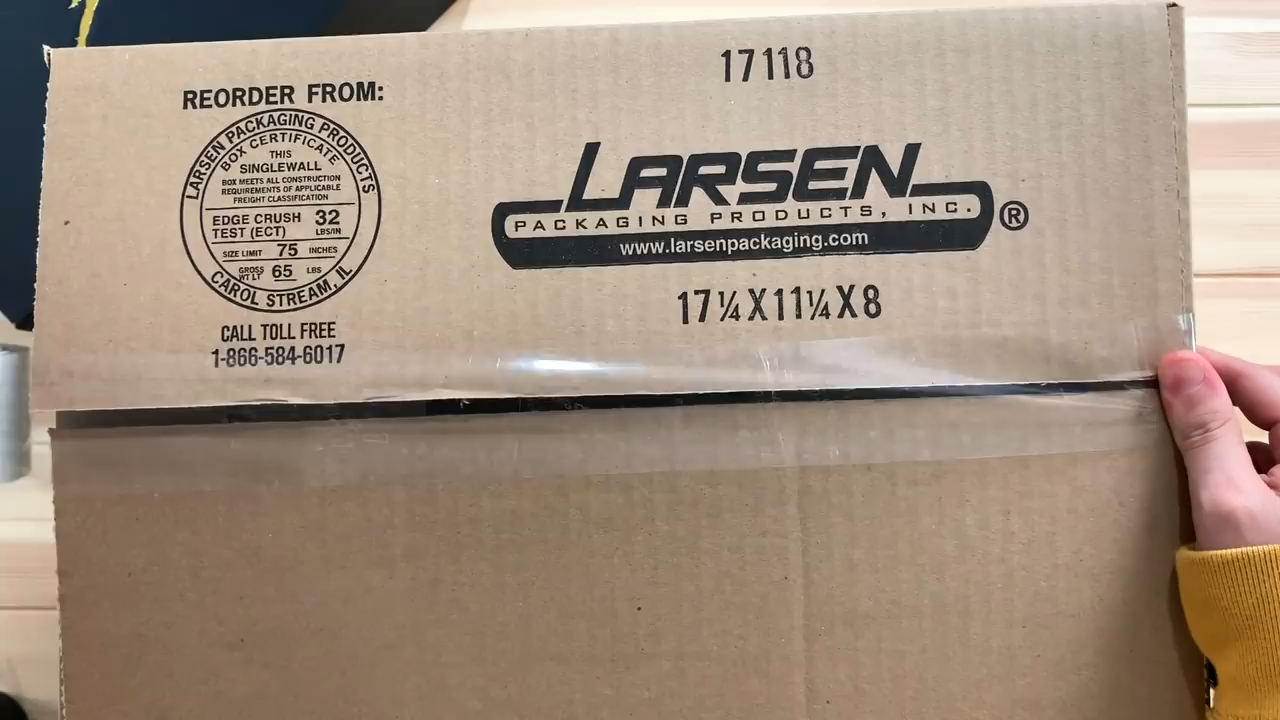 17118
REORDER FROM:
LARSEN PACKAGING PRODUCTS
BOX CERTIFICATE
THIS
SINGLEWALL
BOX MEETS ALL CONSTRUCTION
REQUIREMENTS OF APPLICABLE
FREIGHT CLASSIFICATION
EDGE CRUSH TEST (ECT) 32 LBS/IN
SIZE LIMIT 75 INCHES
GROSS WT LT 65 LBS
CAROL STREAM, IL
CALL TOLL FREE
1-866-584-6017
LARSEN
PACKAGING PRODUCTS, INC. ®
www.larsenpackaging.com
17¼X11¼X8